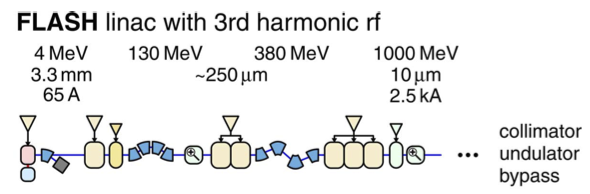 FLASH linac with 3rd harmonic rf
4 MeV 130 MeV 380 MeV 1000 MeV
3.3 mm ~250 μm 10 μm
65 A 2.5 kA
collimator
••• undulator
bypass